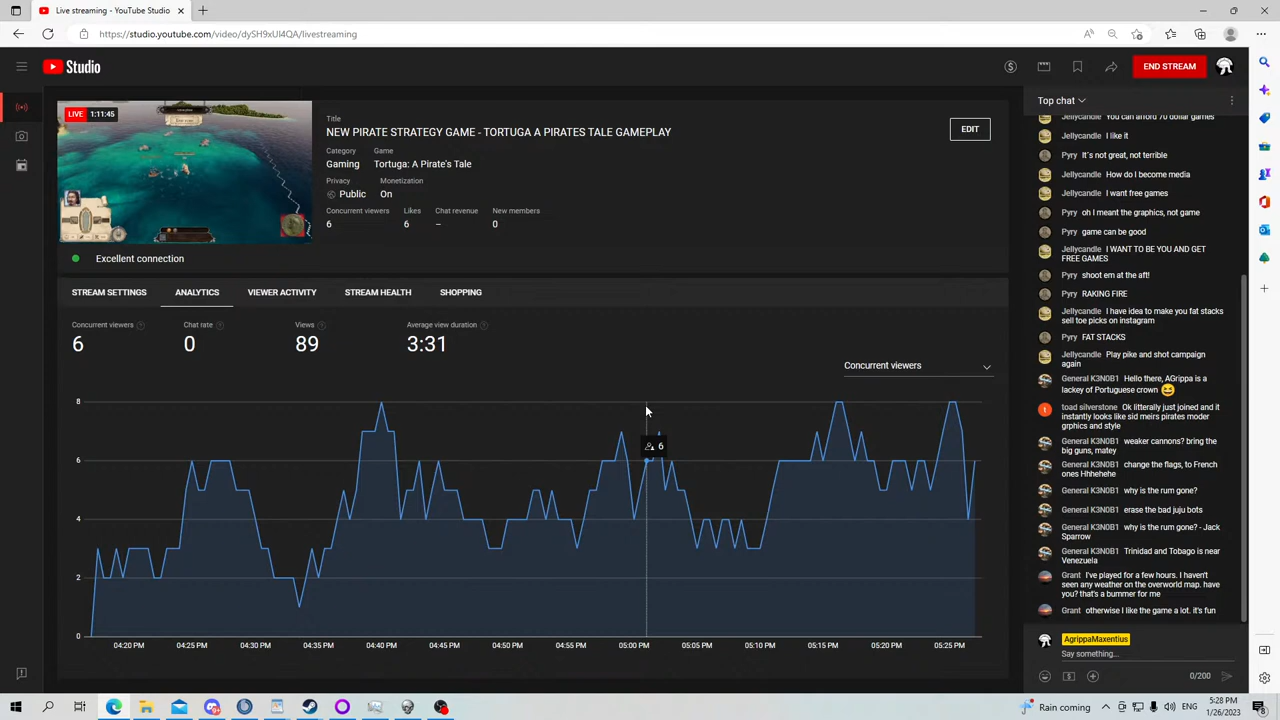 Live streaming - YouTube Studio
https://studio.youtube.com/video/dySH9xUl4QA/livestreaming
Studio
END STREAM
LIVE 1:11:45
Title
NEW PIRATE STRATEGY GAME - TORTUGA A PIRATES TALE GAMEPLAY
EDIT
Category Game
Gaming Tortuga: A Pirate's Tale
Privacy Monetization
Public On
Concurrent viewers Likes Chat revenue New members
6 6 – 0
Excellent connection
STREAM SETTINGS ANALYTICS VIEWER ACTIVITY STREAM HEALTH SHOPPING
Concurrent viewers Chat rate Views Average view duration
6 0 89 3:31
Concurrent viewers
8
6
4
2
0
6
04:20 PM 04:25 PM 04:30 PM 04:35 PM 04:40 PM 04:45 PM 04:50 PM 04:55 PM 05:00 PM 05:05 PM 05:10 PM 05:15 PM 05:20 PM 05:25 PM
Top chat
Jellycandle You can afford 70 dollar games
Jellycandle I like it
Pyry It's not great, not terrible
Jellycandle How do I become media
Jellycandle I want free games
Pyry oh I meant the graphics, not game
Pyry game can be good
Jellycandle I WANT TO BE YOU AND GET
FREE GAMES
Pyry shoot em at the aft!
Pyry RAKING FIRE
Jellycandle I have idea to make you fat stacks
sell toe picks on instagram
Pyry FAT STACKS
Jellycandle Play pike and shot campaign
again
General K3N0B1 Hello there, AGrippa is a
lackey of Portuguese crown 😆
toad silverstone Ok litterally just joined and it
instantly looks like sid meirs pirates moder
grphics and style
General K3N0B1 weaker cannons? bring the
big guns, matey
General K3N0B1 change the flags, to French
ones Hhhehehe
General K3N0B1 why is the rum gone?
General K3N0B1 erase the bad juju bots
General K3N0B1 why is the rum gone? - Jack
Sparrow
General K3N0B1 Trinidad and Tobago is near
Venezuela
Grant I've played for a few hours. I haven't
seen any weather on the overworld map. have
you? that's a bummer for me
Grant otherwise I like the game a lot. it's fun
AgrippaMaxentius
Say something...
0/200
Rain coming
5:28 PM
1/26/2023
8